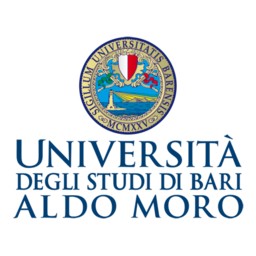 SIGILLUM UNIVERSITATIS BARENSIS
MCMXXV
UNIVERSITÀ
DEGLI STUDI DI BARI
ALDO MORO